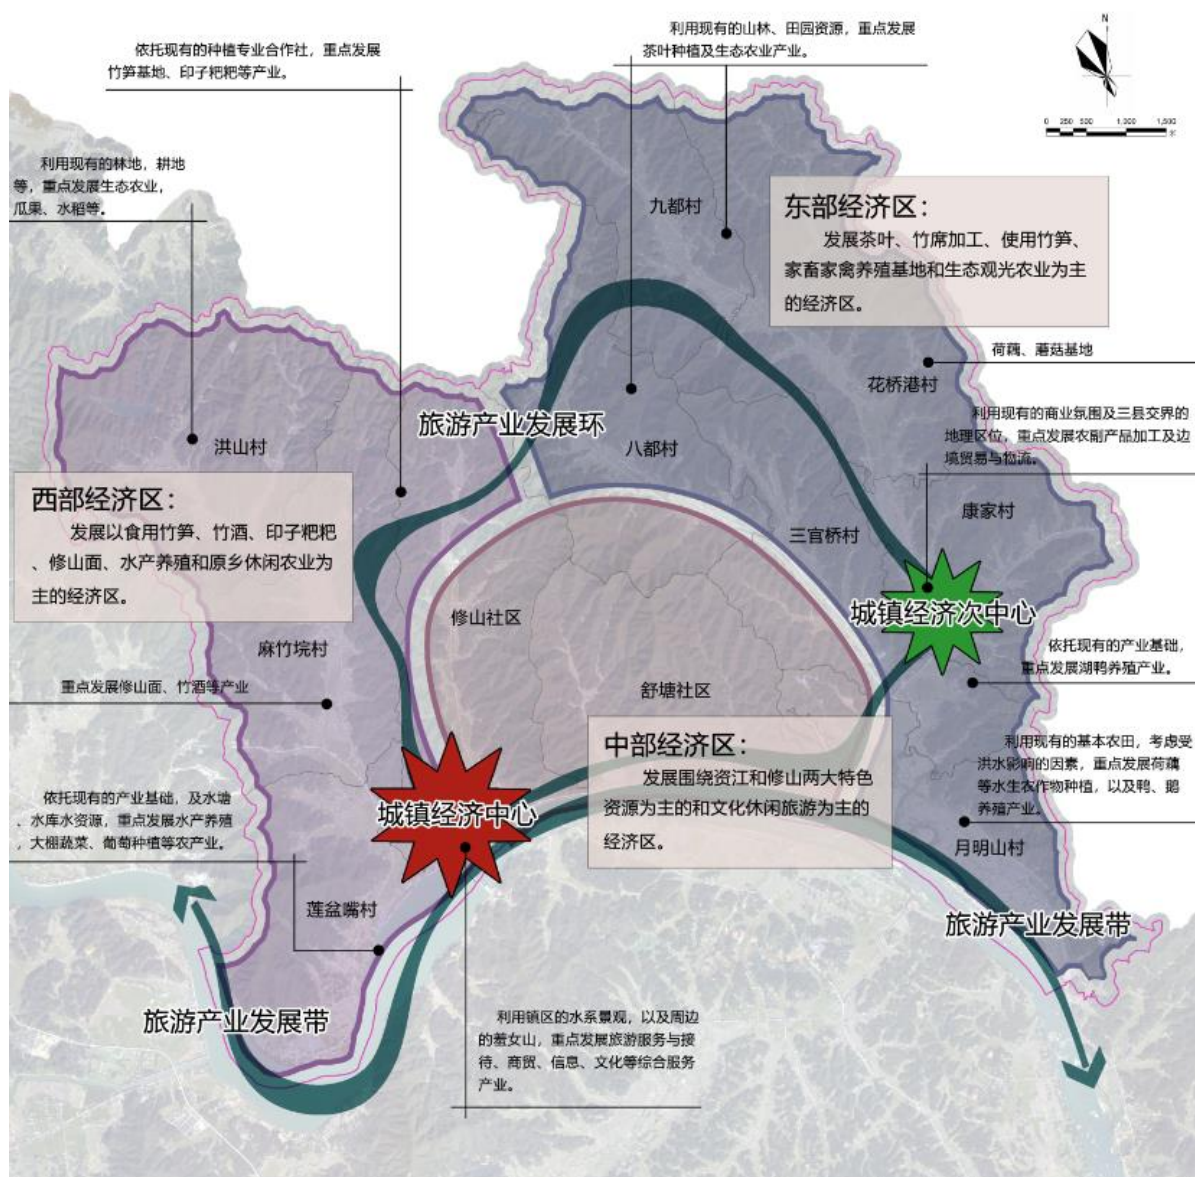 依托现有的种植专业合作社，重点发展
竹笋基地、印子粑粑等产业。
利用现有的山林、田园资源，重点发展
茶叶种植及生态农业产业。
N
0 250 500 1,000 1,500
米
利用现有的林地，耕地
等，重点发展生态农业，
瓜果、水稻等。
九都村
东部经济区：
发展茶叶、竹席加工、使用竹笋、
家畜家禽养殖基地和生态观光农业为主
的经济区。
荷藕、蘑菇基地
花桥港村
旅游产业发展环
利用现有的商业氛围及三县交界的
地理区位，重点发展农副产品加工及边
境贸易与物流。
洪山村
八都村
西部经济区：
发展以食用竹笋、竹酒、印子粑粑
、修山面、水产养殖和原乡休闲农业为
主的经济区。
康家村
三官桥村
城镇经济次中心
修山社区
麻竹垸村
依托现有的产业基础，
重点发展湖鸭养殖产业。
重点发展修山面、竹酒等产业
舒塘社区
中部经济区：
发展围绕资江和修山两大特色
资源为主的和文化休闲旅游为主的
经济区。
利用现有的基本农田，考虑受
洪水影响的因素，重点发展荷藕
等水生农作物种植，以及鸭、鹅
养殖产业。
依托现有的产业基础，及水塘
、水库水资源，重点发展水产养殖
，大棚蔬菜、葡萄种植等农产业。
城镇经济中心
月明山村
莲盆嘴村
旅游产业发展带
旅游产业发展带
利用镇区的水系景观，以及周边
的羞女山，重点发展旅游服务与接
待、商贸、信息、文化等综合服务
产业。